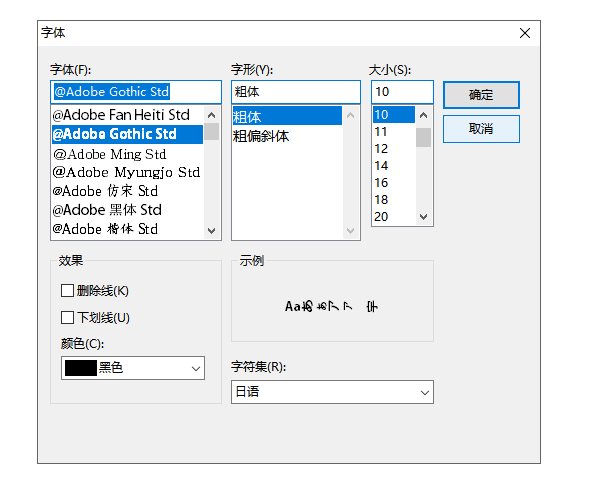 字体
字体(F):
@Adobe Gothic Std
@Adobe Fan Heiti Std
@Adobe Gothic Std
@Adobe Ming Std
@Adobe Myungjo Std
@Adobe 仿宋 Std
@Adobe 黑体 Std
@Adobe 楷体 Std
字形(Y):
粗体
粗体
粗偏斜体
大小(S):
10
10
11
12
14
16
18
20
确定
取消
效果
删除线(K)
下划线(U)
颜色(C):
黑色
示例
Aaあぁアァ 字
字符集(R):
日语